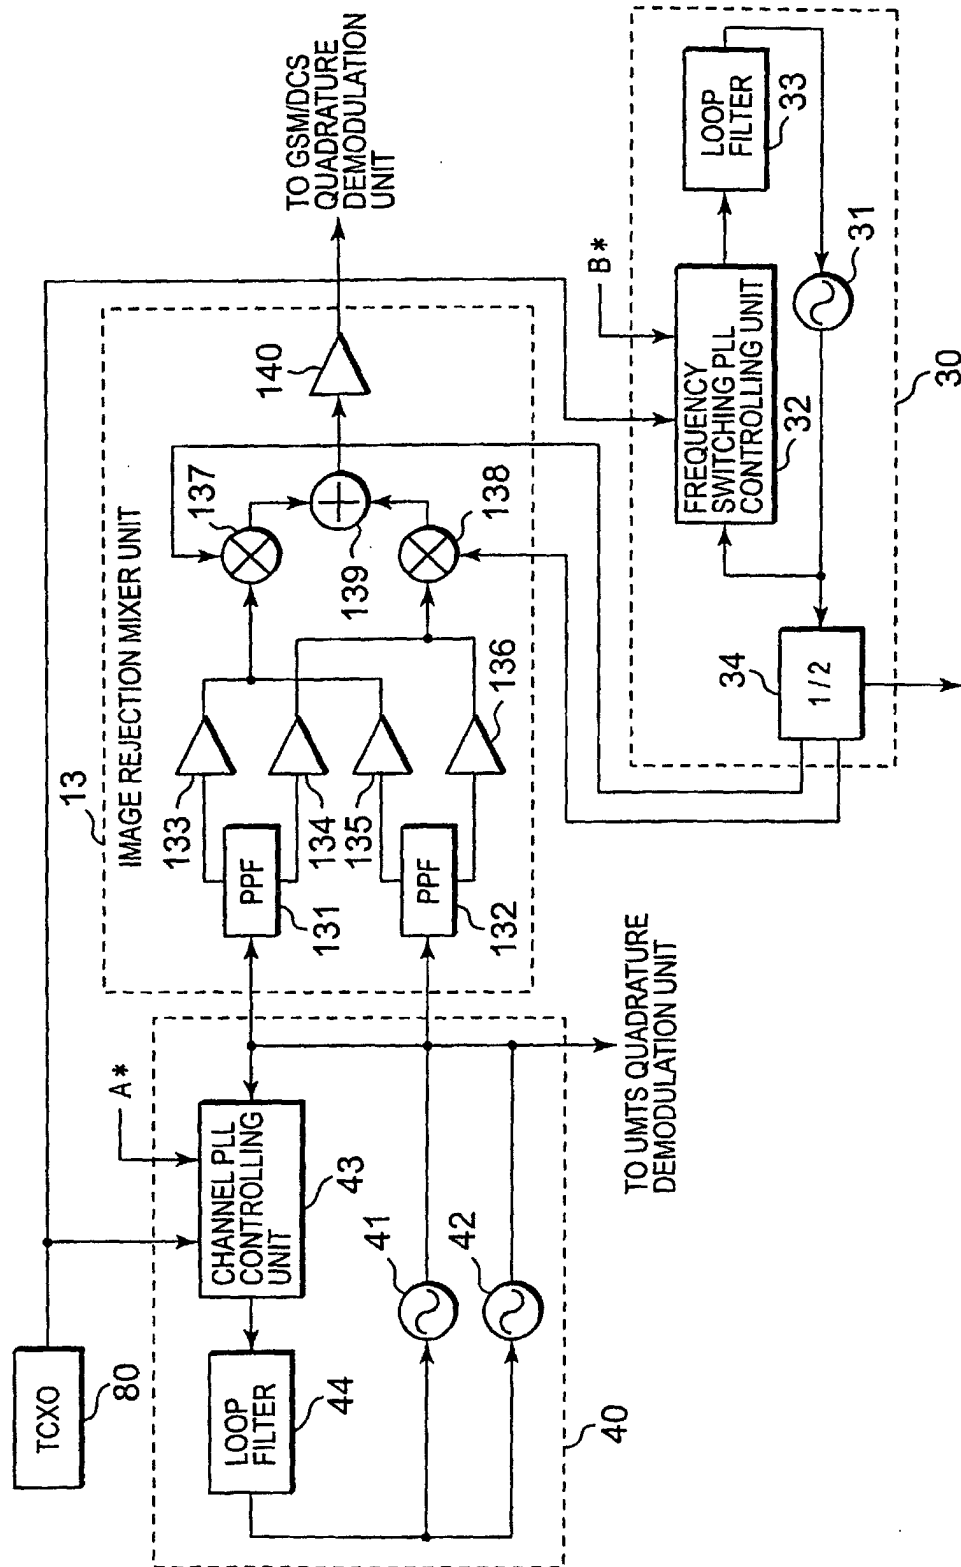 TCXO
80
A*
CHANNEL PLL
CONTROLLING
UNIT
43
LOOP
FILTER
44
41
42
40
TO UMTS QUADRATURE
DEMODULATION UNIT
13
IMAGE REJECTION MIXER UNIT
PPF
131
PPF
132
133
134
135
136
137
138
139
140
TO GSM/DCS
QUADRATURE
DEMODULATION
UNIT
B*
FREQUENCY
SWITCHING PLL
CONTROLLING UNIT
32
LOOP
FILTER
33
31
34
1/2
30